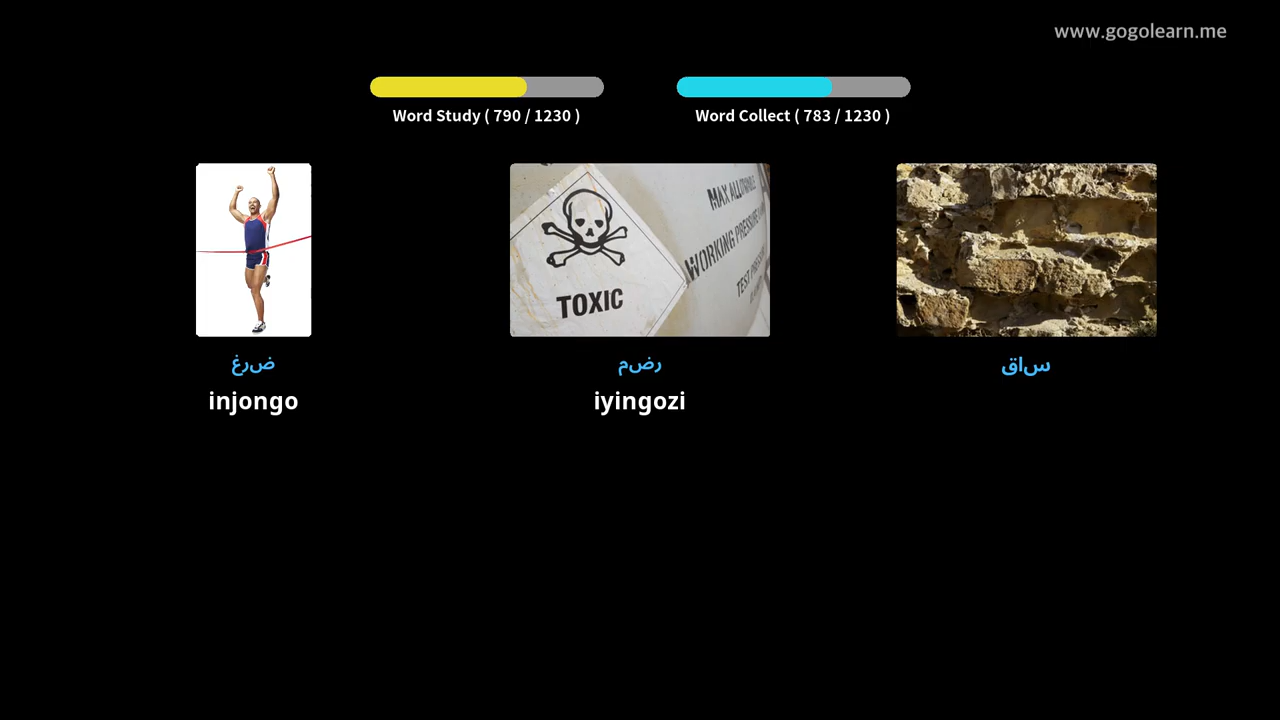 www.gogolearn.me
Word Study ( 790 / 1230 )
Word Collect ( 783 / 1230 )
TOXIC
MAX ALLOWABLE
WORKING PRESSURE
ضرغ
injongo
رضم
iyingozi
ساق